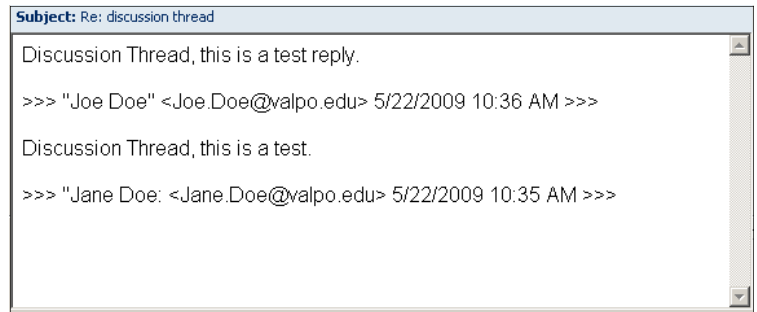 Subject: Re: discussion thread
Discussion Thread, this is a test reply.
>>> "Joe Doe" <Joe.Doe@valpo.edu> 5/22/2009 10:36 AM >>>
Discussion Thread, this is a test.
>>> "Jane Doe: <Jane.Doe@valpo.edu> 5/22/2009 10:35 AM >>>